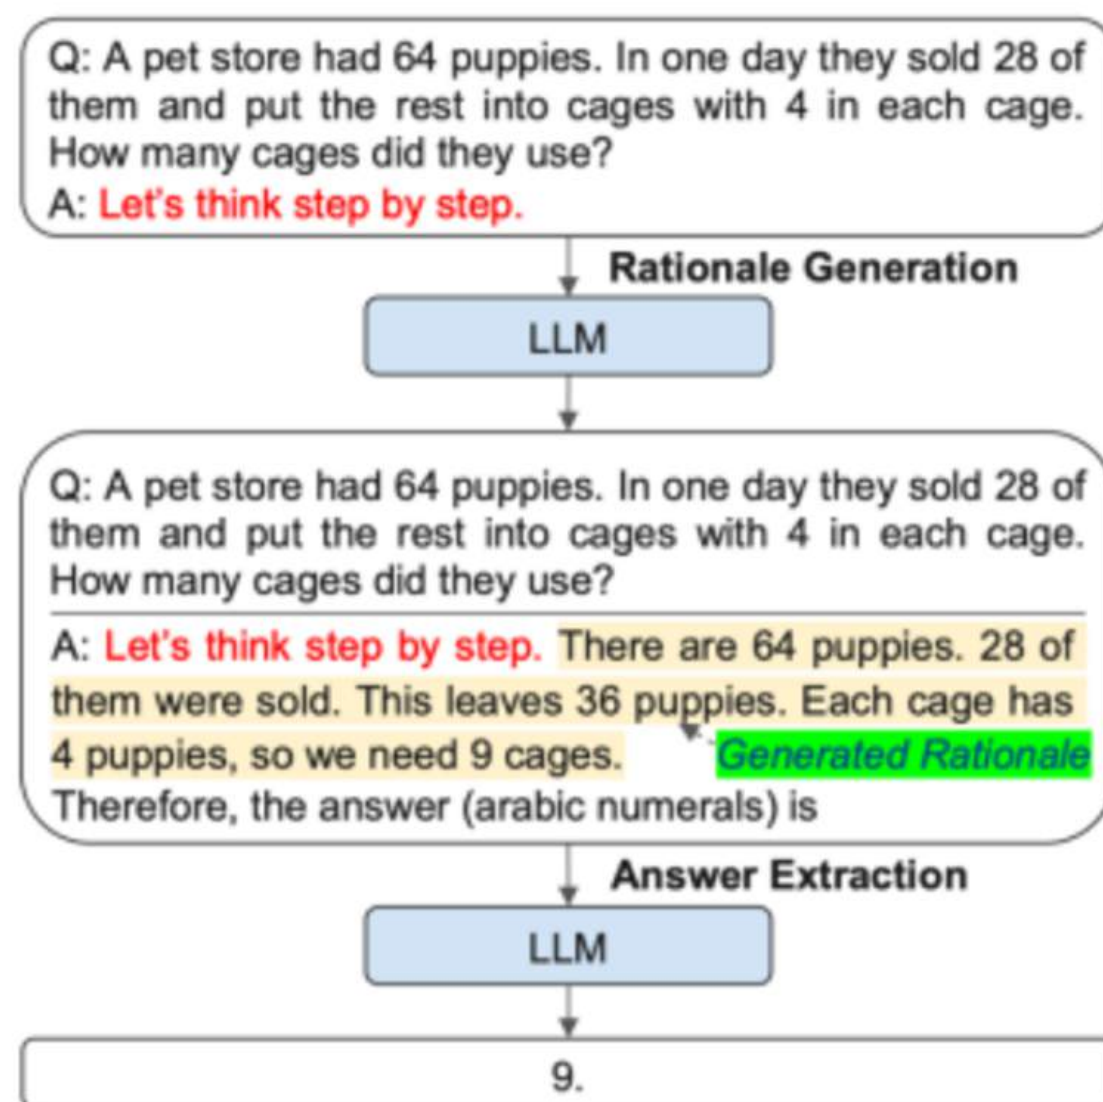 Q: A pet store had 64 puppies. In one day they sold 28 of
them and put the rest into cages with 4 in each cage.
How many cages did they use?
A: Let's think step by step.
Rationale Generation
LLM
Q: A pet store had 64 puppies. In one day they sold 28 of
them and put the rest into cages with 4 in each cage.
How many cages did they use?
A: Let's think step by step. There are 64 puppies. 28 of
them were sold. This leaves 36 puppies. Each cage has
4 puppies, so we need 9 cages.
Generated Rationale
Therefore, the answer (arabic numerals) is
Answer Extraction
LLM
9.